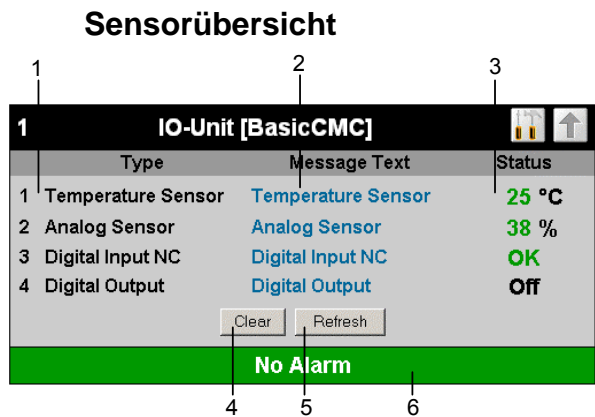 Sensorübersicht
1 2 3
1 IO-Unit [BasicCMC]
Type Message Text Status
1 Temperature Sensor Temperature Sensor 25 °C
2 Analog Sensor Analog Sensor 38 %
3 Digital Input NC Digital Input NC OK
4 Digital Output Digital Output Off
Clear Refresh
No Alarm
4 5 6